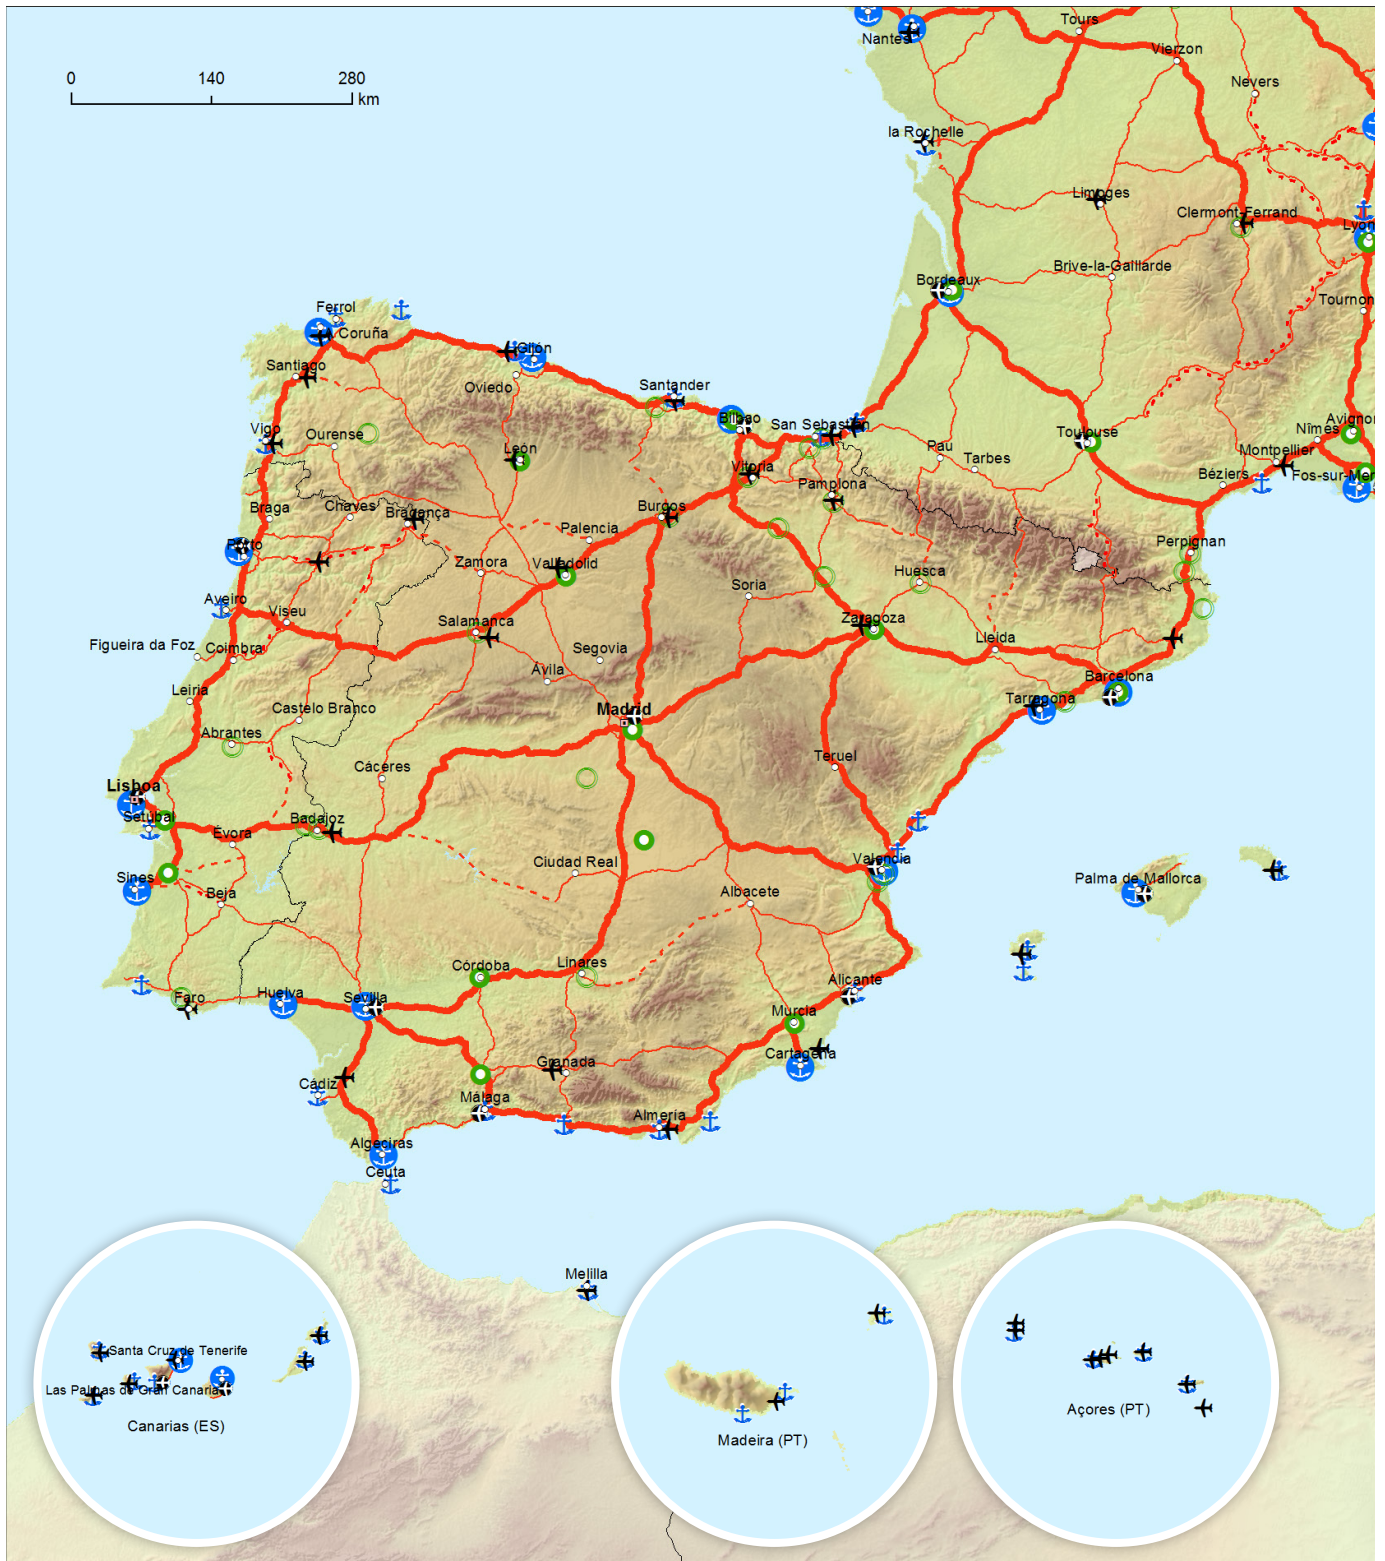 Tours
Nantes
Vierzon
0 140 280
km
Nevers
la Rochelle
Limoges
Clermont-Ferrand
Lyon
Brive-la-Gaillarde
Bordeaux
Tournon
Ferrol
Coruña
Gijón
Santiago
Oviedo
Santander
Bilbao
San Sebastián
Avignon
Vigo
Ourense
Toulouse
Nîmes
León
Pau
Montpellier
Tarbes
Vitoria
Béziers
Fos-sur-Mer
Pamplona
Braga
Chaves
Bragança
Burgos
Palencia
Porto
Perpignan
Zamora
Valladolid
Huesca
Soria
Aveiro
Viseu
Salamanca
Zaragoza
Figueira da Foz
Coimbra
Segovia
Lleida
Ávila
Barcelona
Leiria
Castelo Branco
Madrid
Tarragona
Abrantes
Teruel
Cáceres
Lisboa
Setubal
Badajoz
Évora
Ciudad Real
Valencia
Sines
Beja
Albacete
Palma de Mallorca
Córdoba
Linares
Alicante
Faro
Huelva
Sevilla
Murcia
Cartagena
Granada
Cádiz
Málaga
Almeria
Algeciras
Ceuta
Melilla
Santa Cruz de Tenerife
Las Palmas de Gran Canaria
Canarias (ES)
Madeira (PT)
Açores (PT)